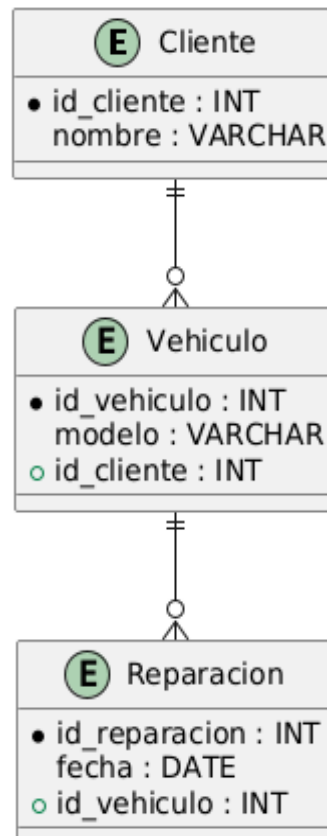 E Cliente
id_cliente : INT
nombre : VARCHAR
E Vehiculo
id_vehiculo : INT
modelo : VARCHAR
id_cliente : INT
E Reparacion
id_reparacion : INT
fecha : DATE
id_vehiculo : INT